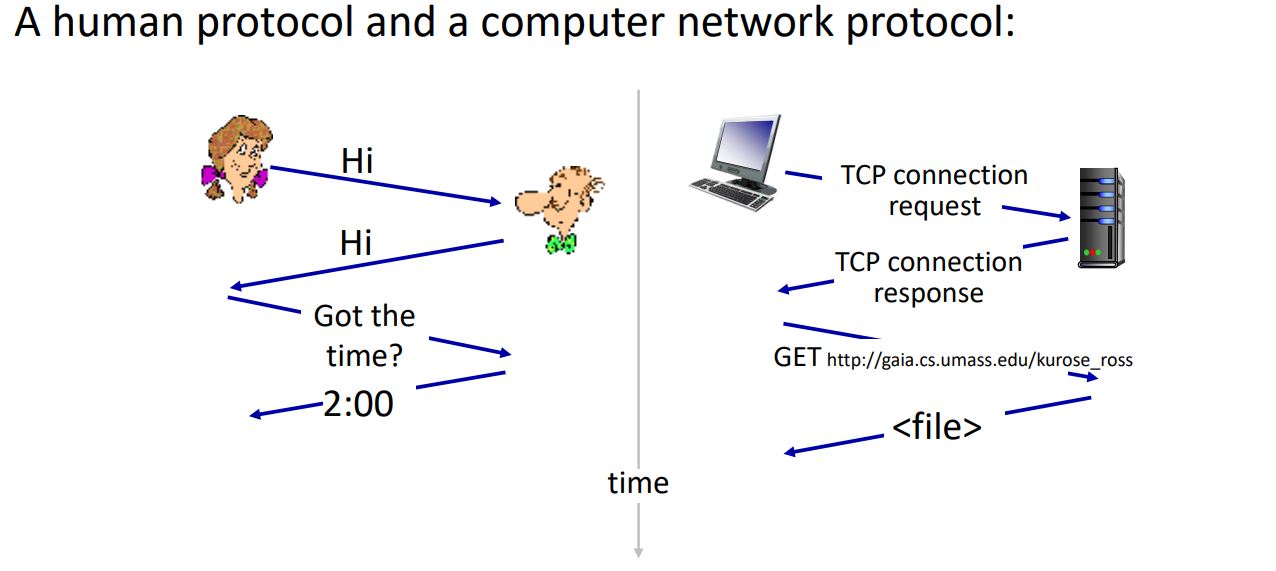 A human protocol and a computer network protocol:
Hi
Hi
Got the
time?
2:00
TCP connection
request
TCP connection
response
GET http://gaia.cs.umass.edu/kurose_ross
<file>
time